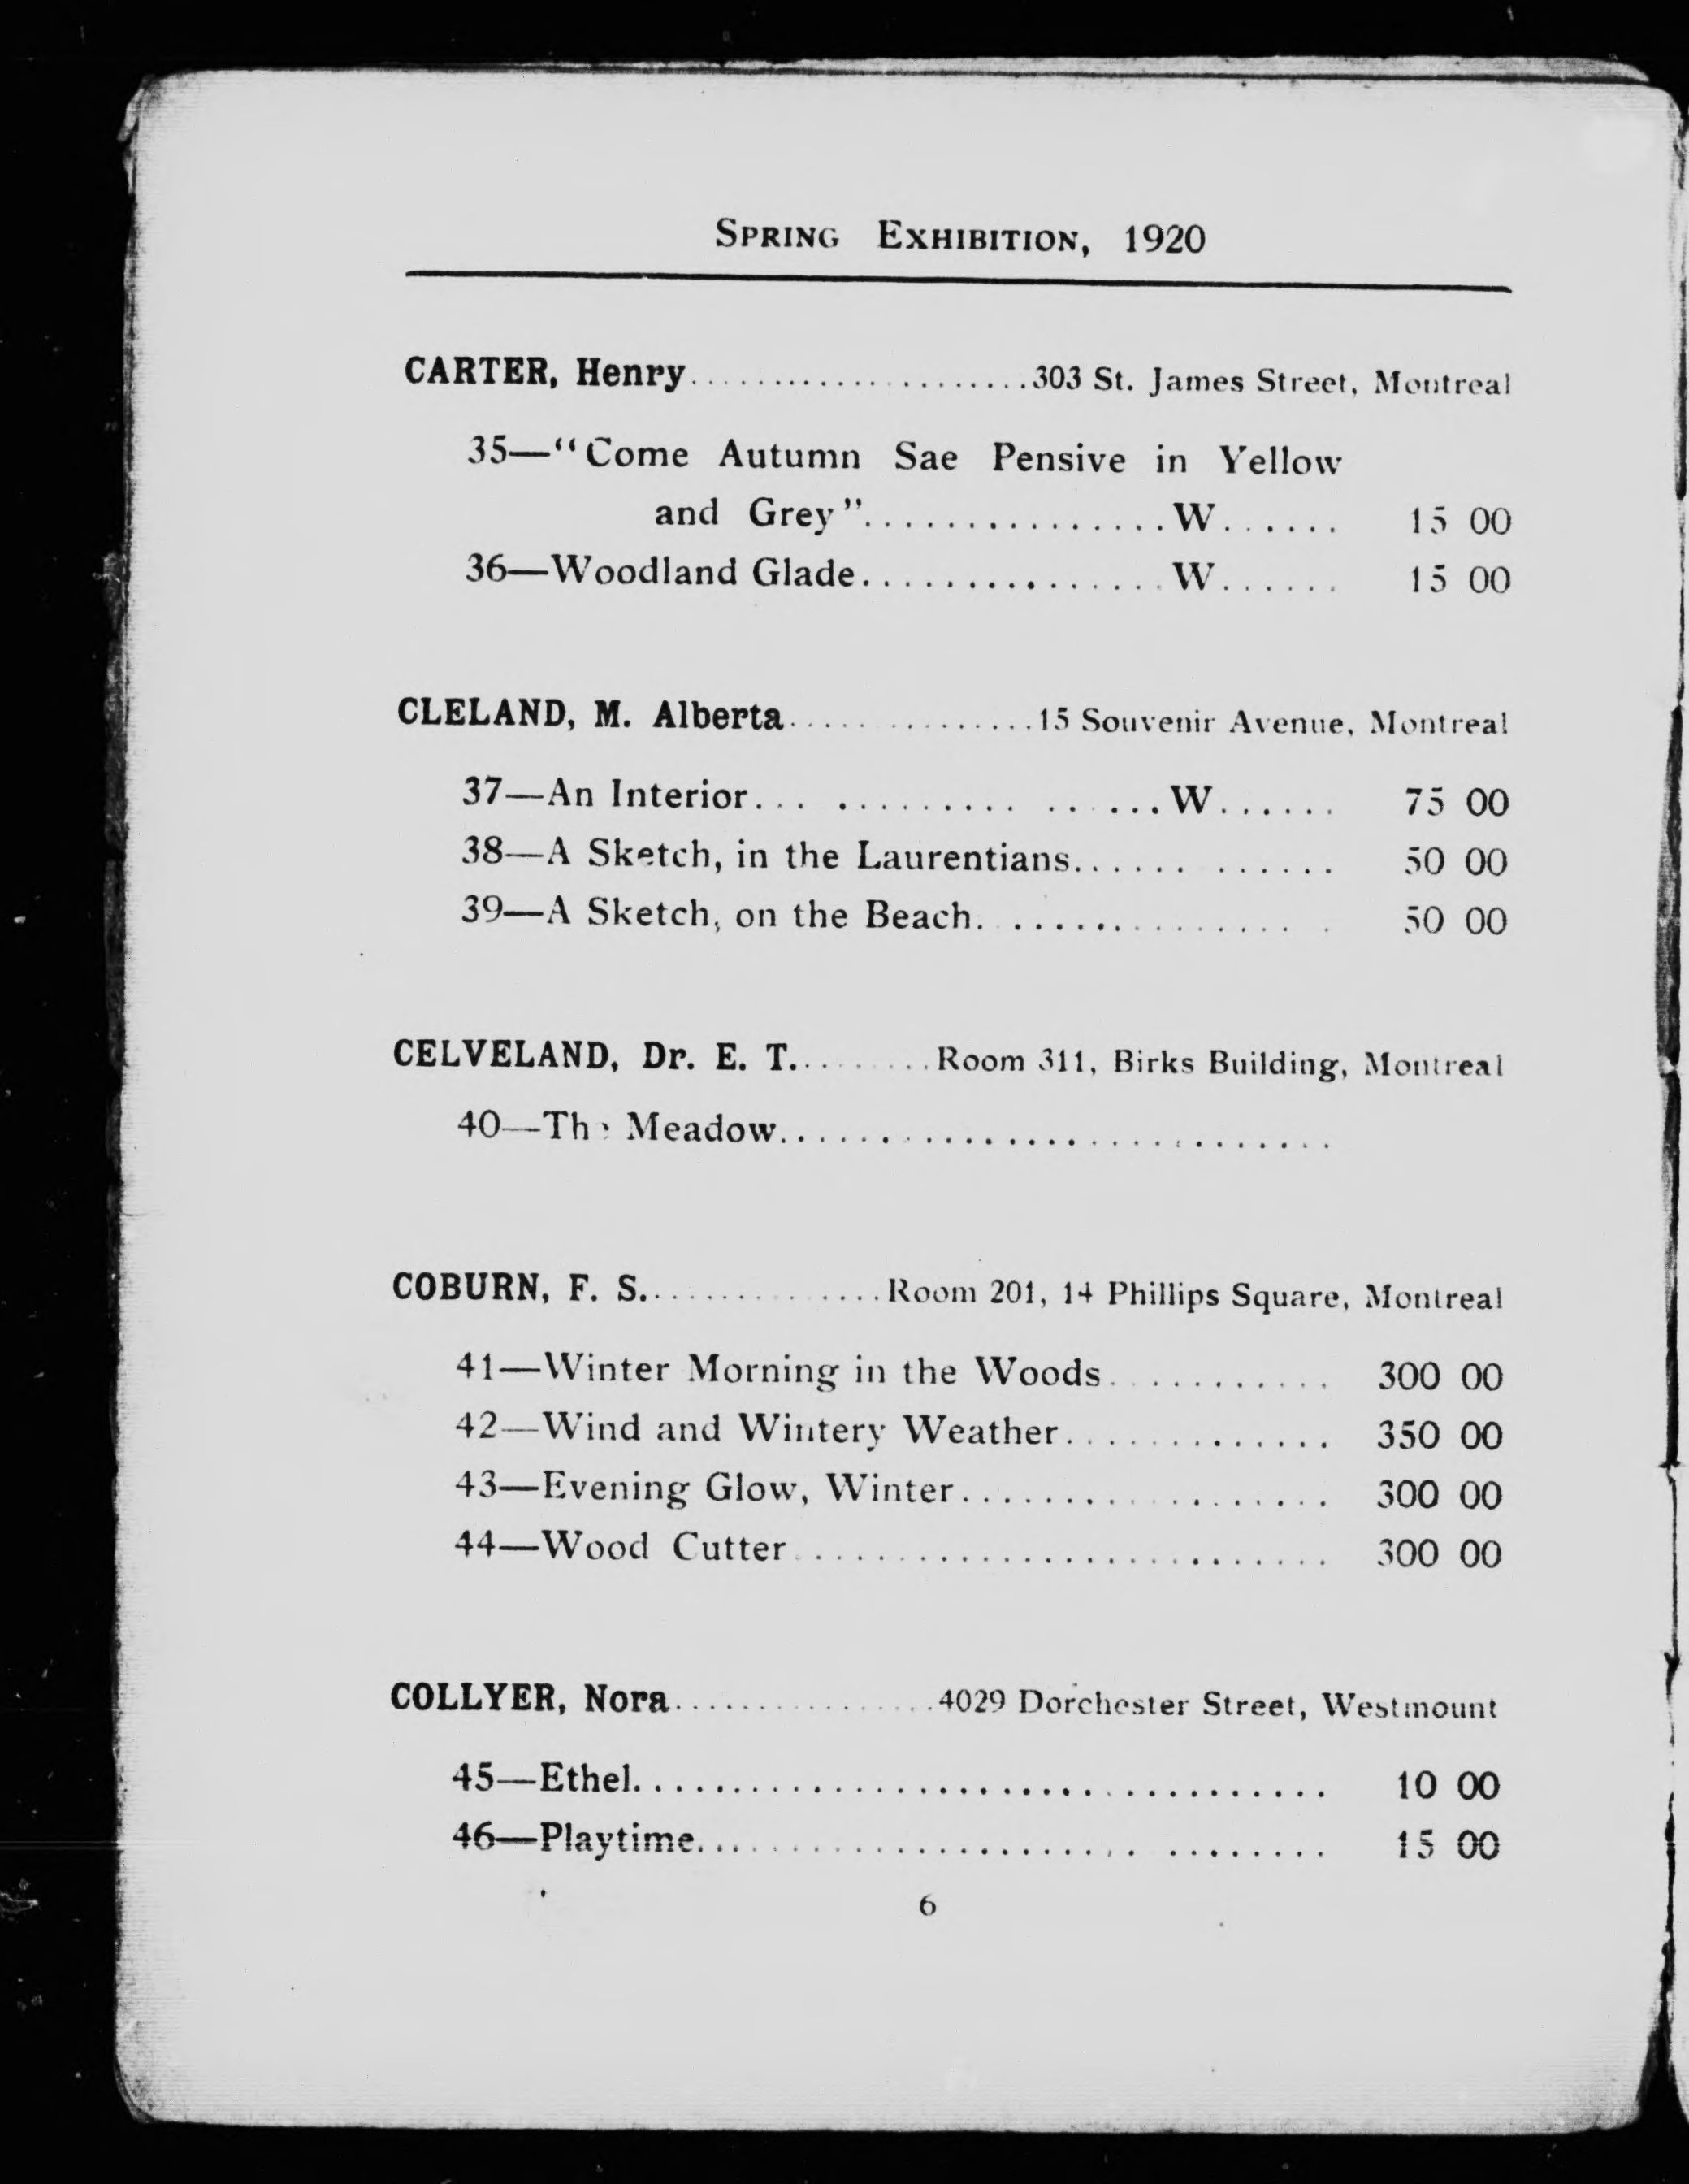 SPRING EXHIBITION, 1920
CARTER, Henry......................303 St. James Street, Montreal
35—“Come Autumn Sae Pensive in Yellow
and Grey”................W...... 15 00
36—Woodland Glade................W...... 15 00
CLELAND, M. Alberta...............15 Souvenir Avenue, Montreal
37—An Interior... .......... ......W...... 75 00
38—A Sketch, in the Laurentians...... ...... 50 00
39—A Sketch, on the Beach. ............... . 50 00
CELVELAND, Dr. E. T.........Room 311, Birks Building, Montreal
40—The Meadow............................
COBURN, F. S...............Room 201, 14 Phillips Square, Montreal
41—Winter Morning in the Woods............ 300 00
42—Wind and Wintery Weather.............. 350 00
43—Evening Glow, Winter.................. 300 00
44—Wood Cutter.......................... 300 00
COLLYER, Nora................4029 Dorchester Street, Westmount
45—Ethel.................................. 10 00
46—Playtime...................... ........ 15 00
6